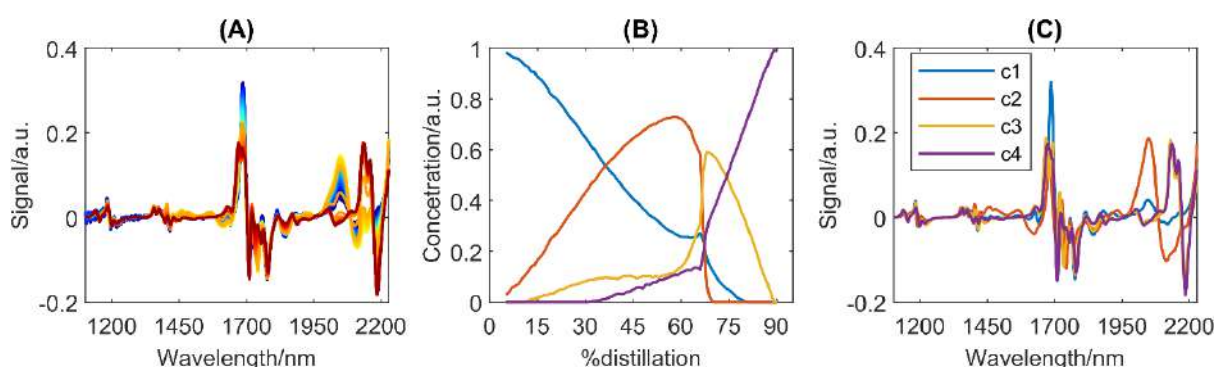 (A)
0.4
0.2
0
-0.2
Signal/a.u.
1200 1450 1700 1950 2200
Wavelength/nm
(B)
1
0.8
0.6
0.4
0.2
0
Concetration/a.u.
0 15 30 45 60 75 90
%distillation
(C)
0.4
0.2
0
-0.2
Signal/a.u.
c1
c2
c3
c4
1200 1450 1700 1950 2200
Wavelength/nm